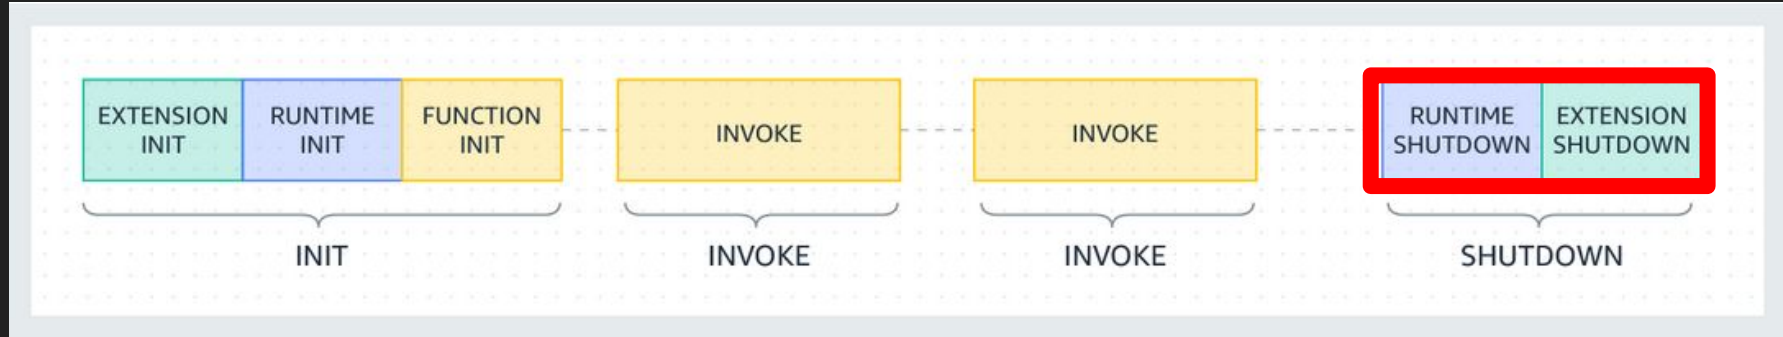 EXTENSION
INIT
RUNTIME
INIT
FUNCTION
INIT
INVOKE
INVOKE
RUNTIME
SHUTDOWN
EXTENSION
SHUTDOWN
INIT
INVOKE
INVOKE
SHUTDOWN